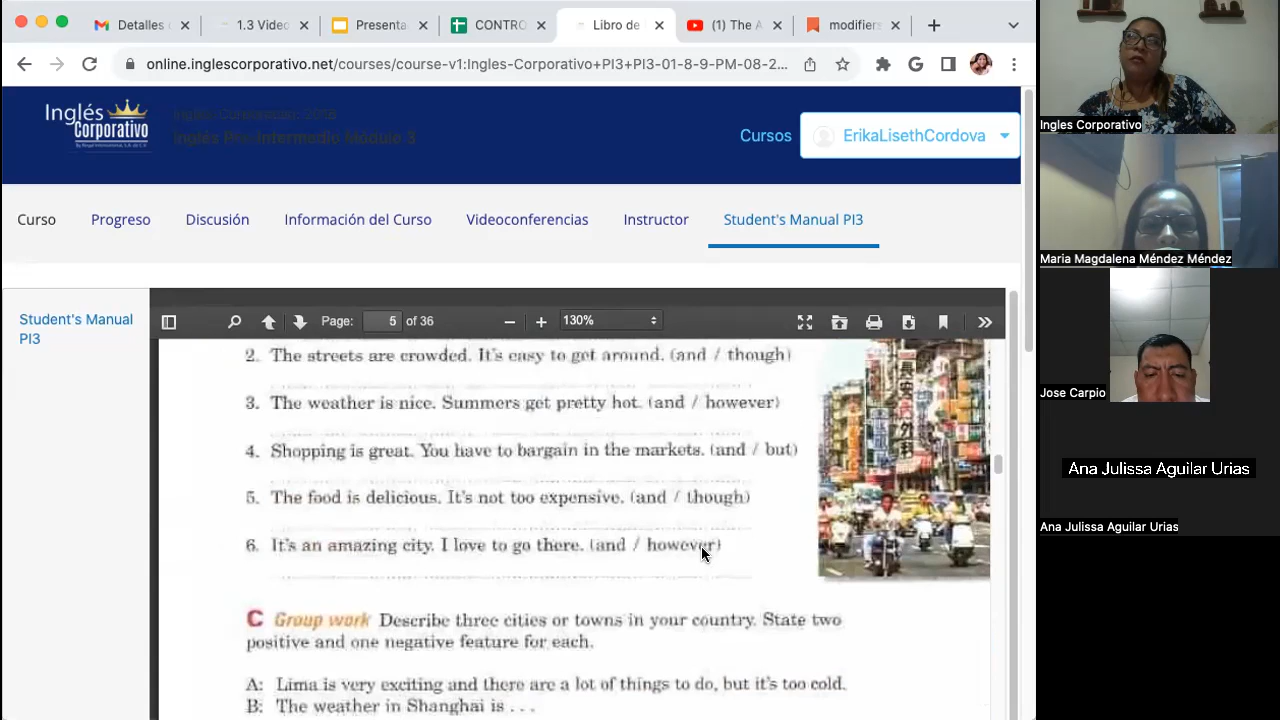 Detalles
1.3 Video
Presenta
CONTRO
Libro de
(1) The A
modifiers
online.inglescorporativo.net/courses/course-v1:Ingles-Corporativo+PI3+PI3-01-8-9-PM-08-2...
Inglés
Corporativo
Inglés Pre-Intermedio Módulo 3
Cursos
ErikaLisethCordova
Curso
Progreso
Discusión
Información del Curso
Videoconferencias
Instructor
Student's Manual PI3
Student's Manual
PI3
Page: 5 of 36
130%
2. The streets are crowded. It's easy to get around. (and / though)
3. The weather is nice. Summers get pretty hot. (and / however)
4. Shopping is great. You have to bargain in the markets. (and / but)
5. The food is delicious. It's not too expensive. (and / though)
6. It's an amazing city. I love to go there. (and / however)
C Group work Describe three cities or towns in your country. State two
positive and one negative feature for each.
A: Lima is very exciting and there are a lot of things to do, but it's too cold.
B: The weather in Shanghai is . . .
Ingles Corporativo
Maria Magdalena Méndez Méndez
Jose Carpio
Ana Julissa Aguilar Urias
Ana Julissa Aguilar Urias